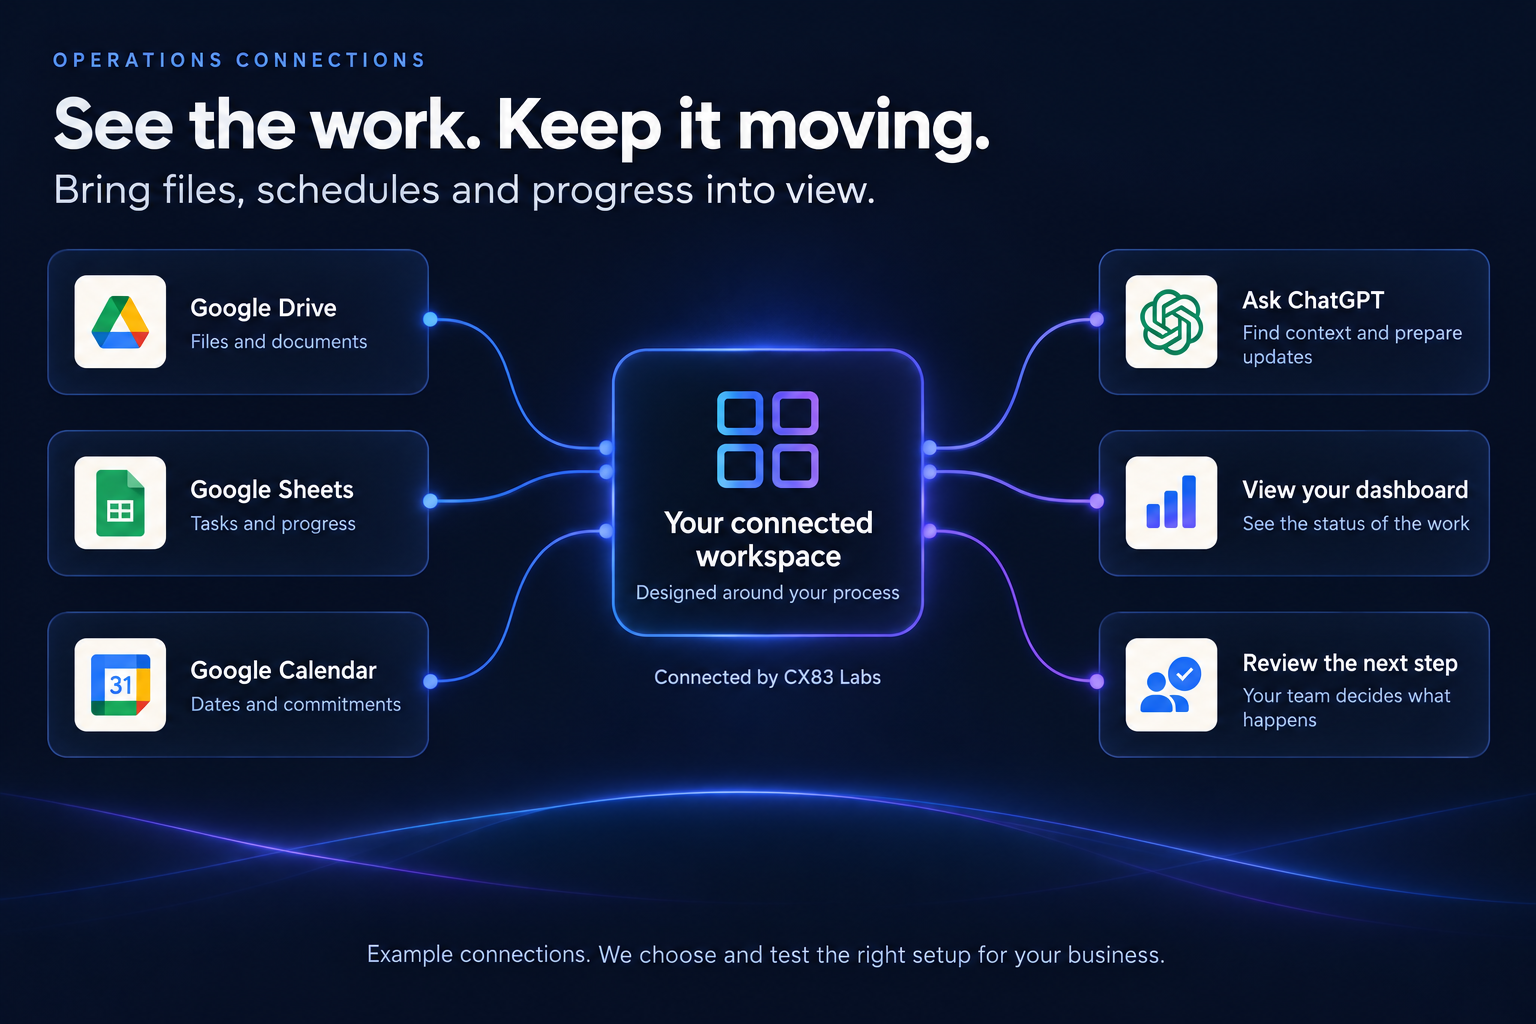 OPERATIONS CONNECTIONS
See the work. Keep it moving.
Bring files, schedules and progress into view.
Google Drive
Files and documents
Google Sheets
Tasks and progress
31
Google Calendar
Dates and commitments
Your connected
workspace
Designed around your process
Connected by CX83 Labs
Ask ChatGPT
Find context and prepare
updates
View your dashboard
See the status of the work
Review the next step
Your team decides what
happens
Example connections. We choose and test the right setup for your business.